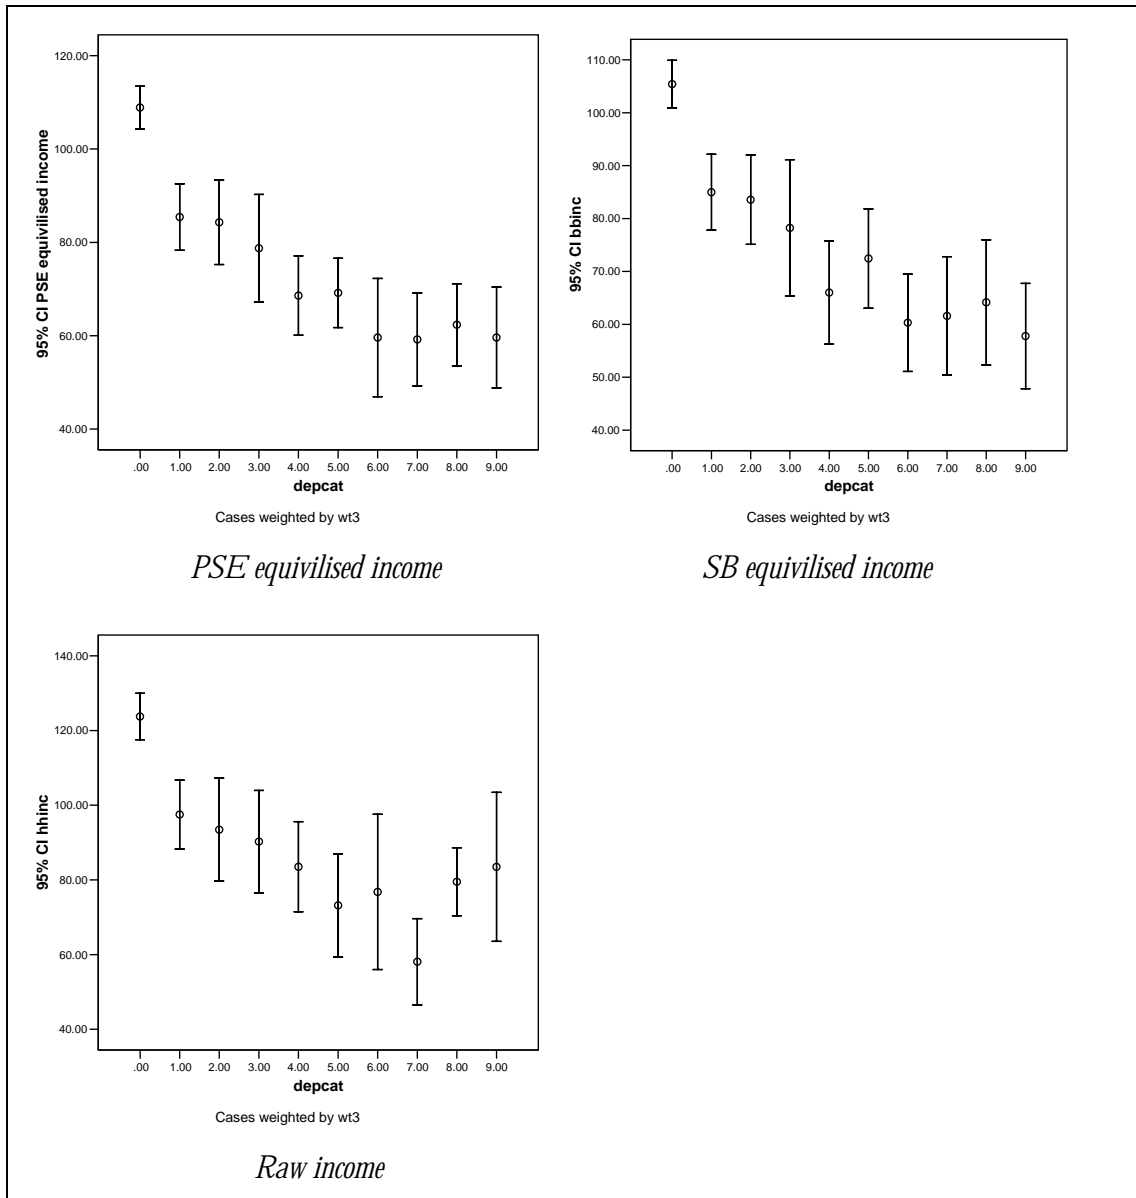 120.00
100.00
80.00
60.00
40.00
95% CI PSE equivilised income
.00 1.00 2.00 3.00 4.00 5.00 6.00 7.00 8.00 9.00
depcat
Cases weighted by wt3
PSE equivilised income
110.00
100.00
90.00
80.00
70.00
60.00
50.00
40.00
95% CI bbinc
.00 1.00 2.00 3.00 4.00 5.00 6.00 7.00 8.00 9.00
depcat
Cases weighted by wt3
SB equivilised income
140.00
120.00
100.00
80.00
60.00
40.00
95% CI hhinc
.00 1.00 2.00 3.00 4.00 5.00 6.00 7.00 8.00 9.00
depcat
Cases weighted by wt3
Raw income